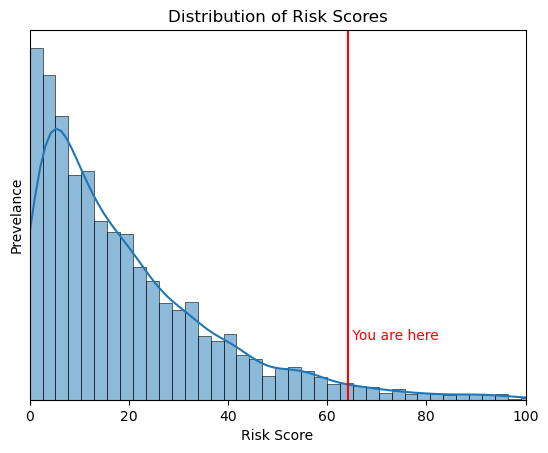 Distribution of Risk Scores
Prevelance
You are here
0 20 40 60 80 100
Risk Score